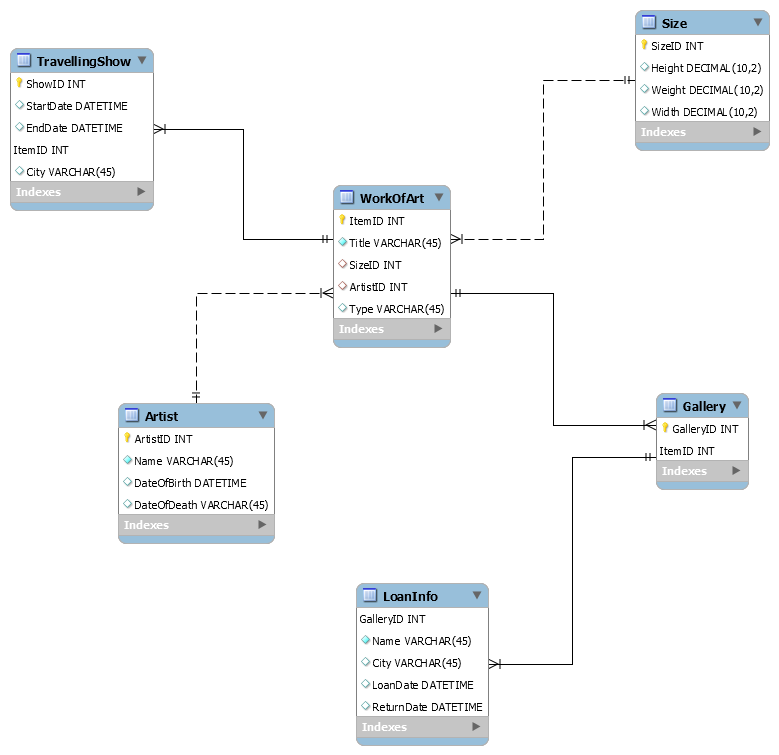 TravellingShow
ShowID INT
StartDate DATETIME
EndDate DATETIME
ItemID INT
City VARCHAR(45)
Indexes
Size
SizeID INT
Height DECIMAL(10,2)
Weight DECIMAL(10,2)
Width DECIMAL(10,2)
Indexes
WorkOfArt
ItemID INT
Title VARCHAR(45)
SizeID INT
ArtistID INT
Type VARCHAR(45)
Indexes
Artist
ArtistID INT
Name VARCHAR(45)
DateOfBirth DATETIME
DateOfDeath VARCHAR(45)
Indexes
Gallery
GalleryID INT
ItemID INT
Indexes
LoanInfo
GalleryID INT
Name VARCHAR(45)
City VARCHAR(45)
LoanDate DATETIME
ReturnDate DATETIME
Indexes